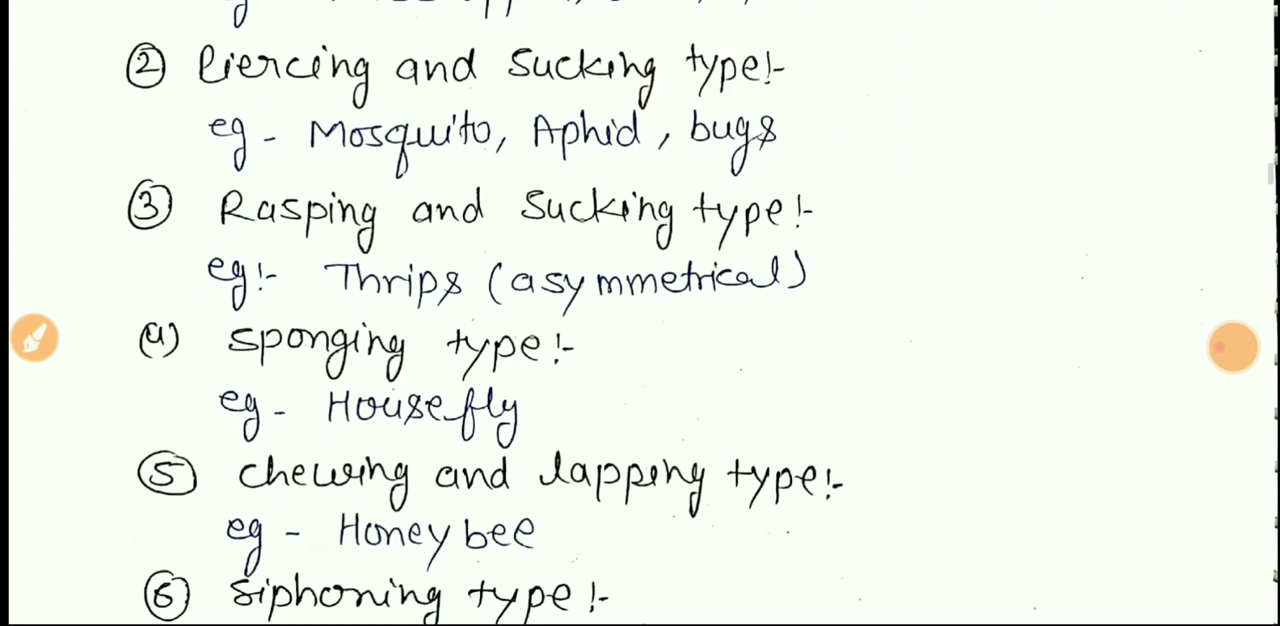 ② Piercing and Sucking type:-
eg - Mosquito, Aphid, bugs
③ Rasping and Sucking type:-
eg:- Thrips (asymmetrical)
(4) Sponging type:-
eg - Housefly
⑤ Chewing and lapping type:-
eg - Honey bee
⑥ Siphoning type:-